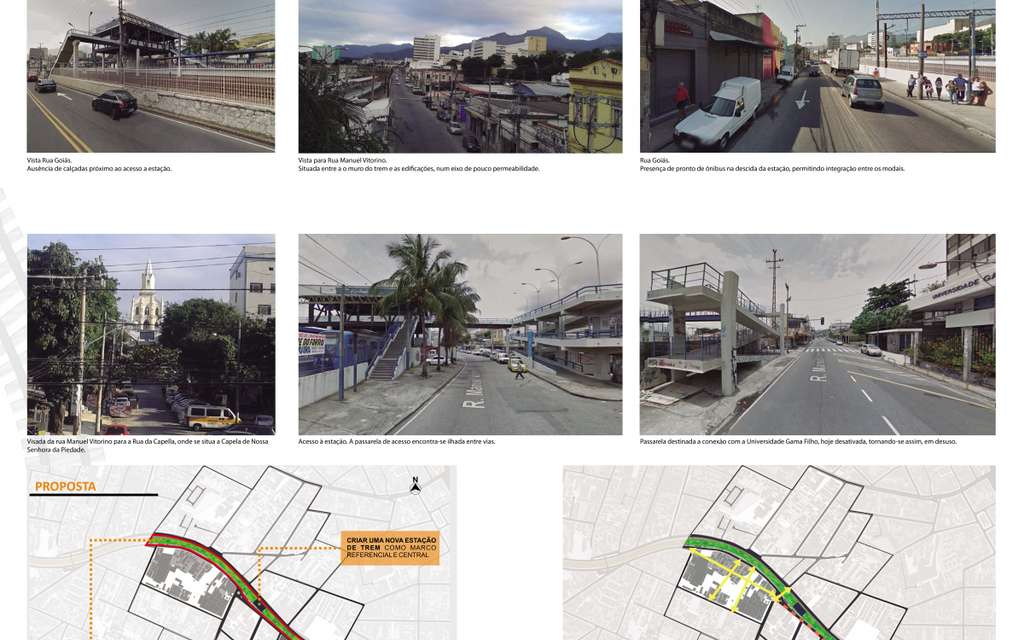 Vista Rua Goiás.
Ausência de calçadas próximo ao acesso a estação.
Vista para Rua Manuel Vitorino.
Situada entre a o muro do trem e as edificações, num eixo de pouco permeabilidade.
Rua Goiás.
Presença de pronto de ônibus na descida da estação, permitindo integração entre os modais.
R. Ma
R. M
UNIVERSIDADE GA
Visada da rua Manuel Vitorino para a Rua da Capella, onde se situa a Capela de Nossa
Senhora da Piedade.
Acesso à estação. A passarela de acesso encontra-se ilhada entre vias.
Passarela destinada a conexão com a Universidade Gama Filho, hoje desativada, tornando-se assim, em desuso.
PROPOSTA
N
CRIAR UMA NOVA ESTAÇÃO
DE TREM COMO MARCO
REFERENCIAL E CENTRAL